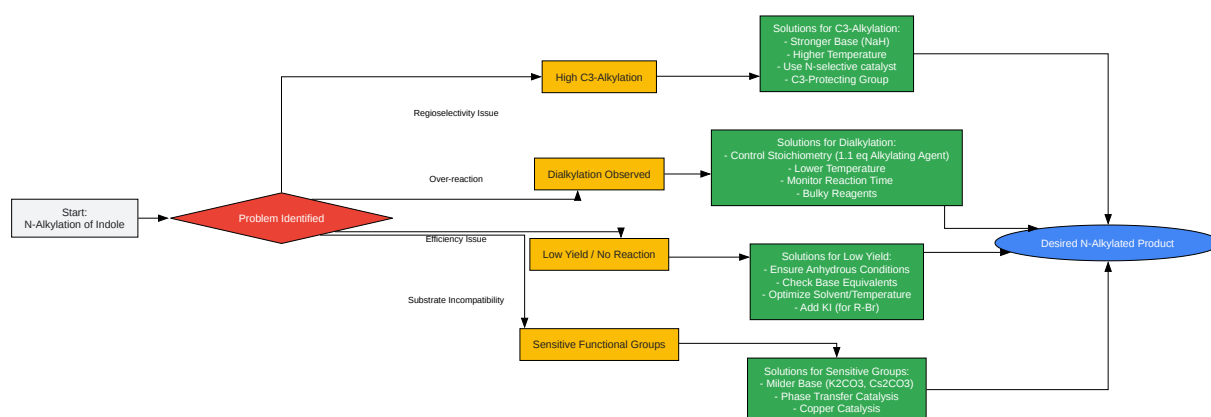 Start:
N-Alkylation of Indole
Problem Identified
Regioselectivity Issue
High C3-Alkylation
Solutions for C3-Alkylation:
- Stronger Base (NaH)
- Higher Temperature
- Use N-selective catalyst
- C3-Protecting Group
Over-reaction
Dialkylation Observed
Solutions for Dialkylation:
- Control Stoichiometry (1.1 eq Alkylating Agent)
- Lower Temperature
- Monitor Reaction Time
- Bulky Reagents
Efficiency Issue
Low Yield / No Reaction
Solutions for Low Yield:
- Ensure Anhydrous Conditions
- Check Base Equivalents
- Optimize Solvent/Temperature
- Add KI (for R-Br)
Substrate Incompatibility
Sensitive Functional Groups
Solutions for Sensitive Groups:
- Milder Base (K2CO3, Cs2CO3)
- Phase Transfer Catalysis
- Copper Catalysis
Desired N-Alkylated Product